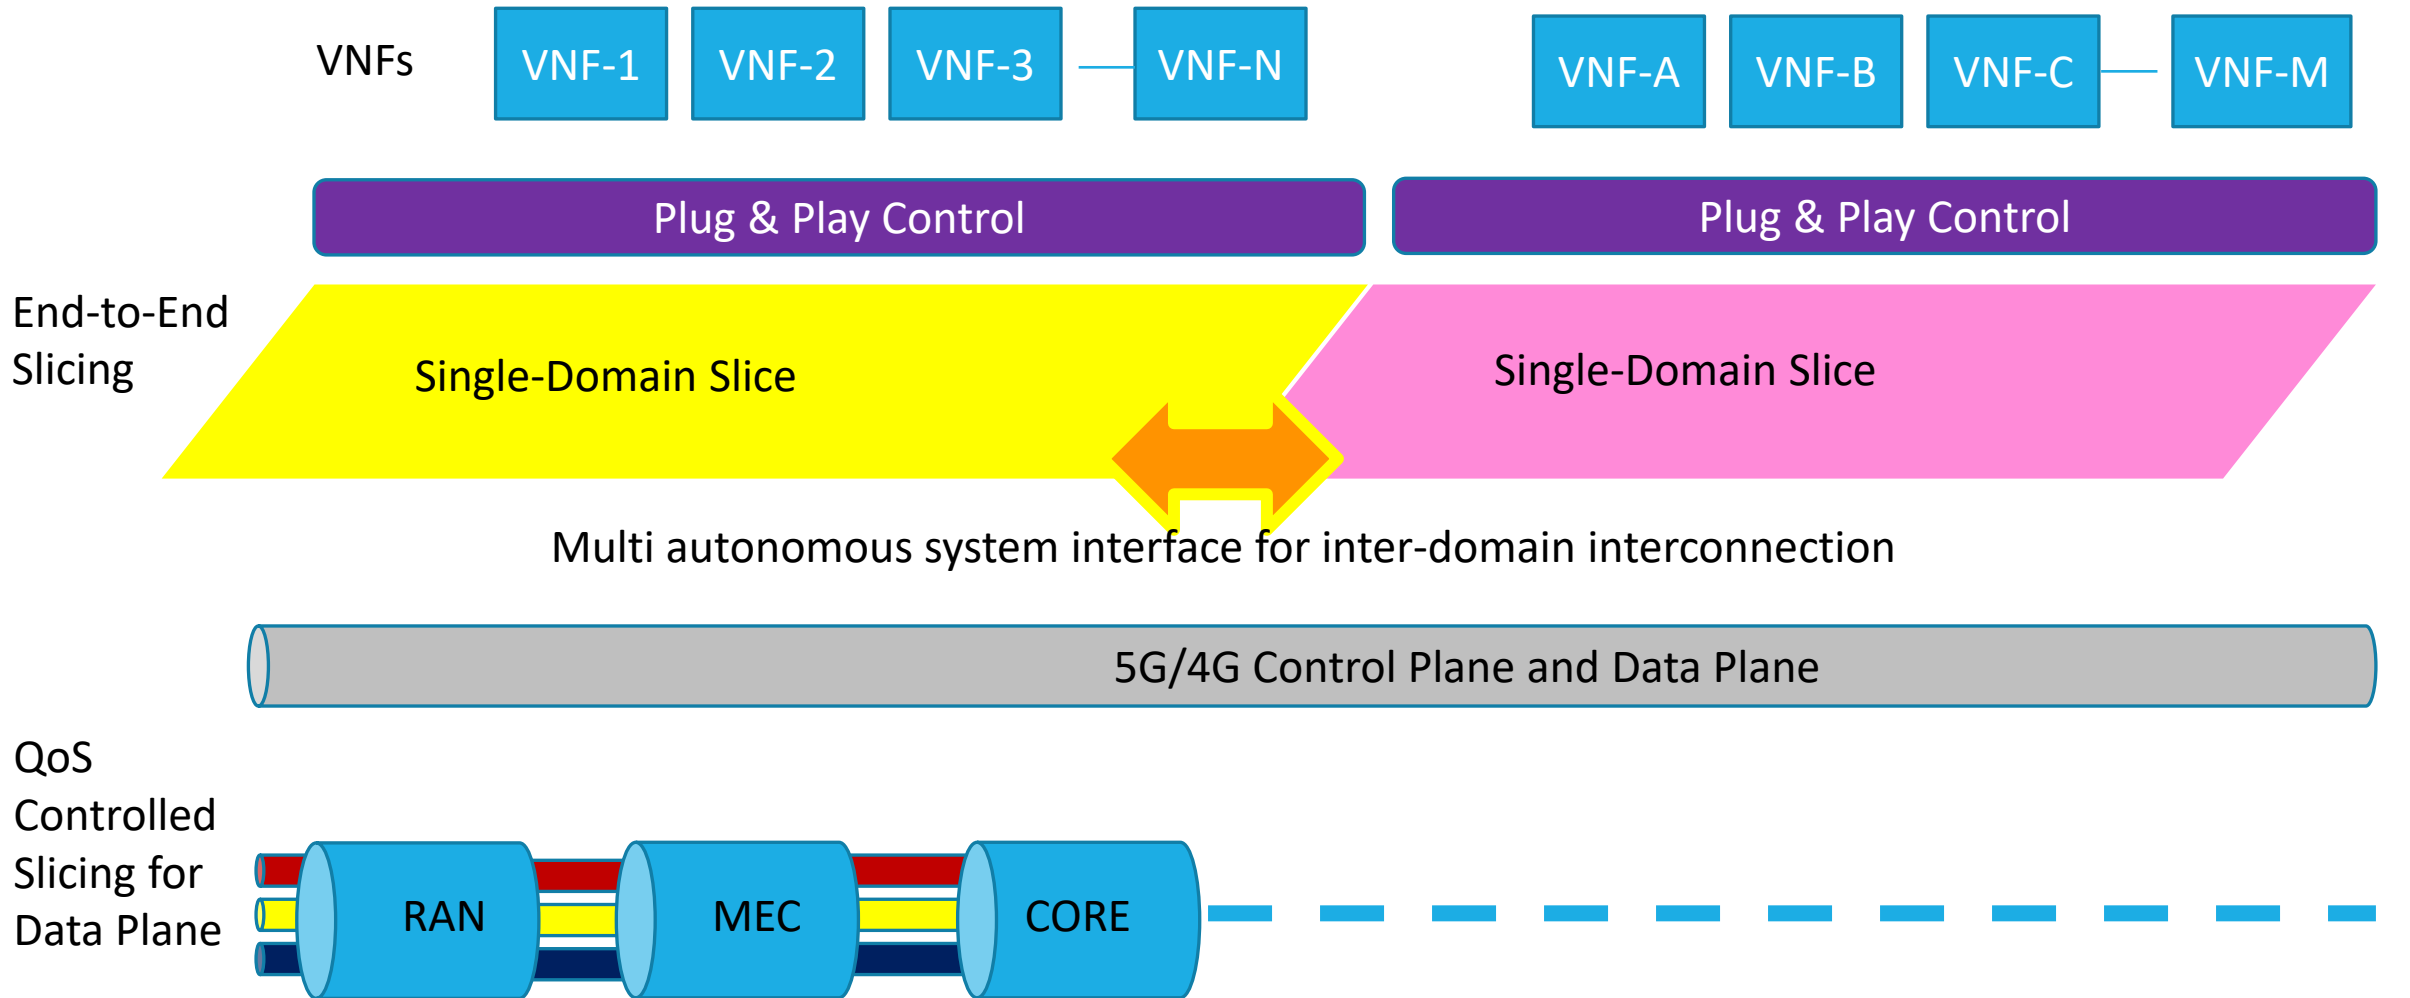 VNFs
VNF-1
VNF-2
VNF-3
VNF-N
VNF-A
VNF-B
VNF-C
VNF-M
Plug & Play Control
Plug & Play Control
End-to-End
Slicing
Single-Domain Slice
Single-Domain Slice
Multi autonomous system interface for inter-domain interconnection
5G/4G Control Plane and Data Plane
QoS
Controlled
Slicing for
Data Plane
RAN
MEC
CORE